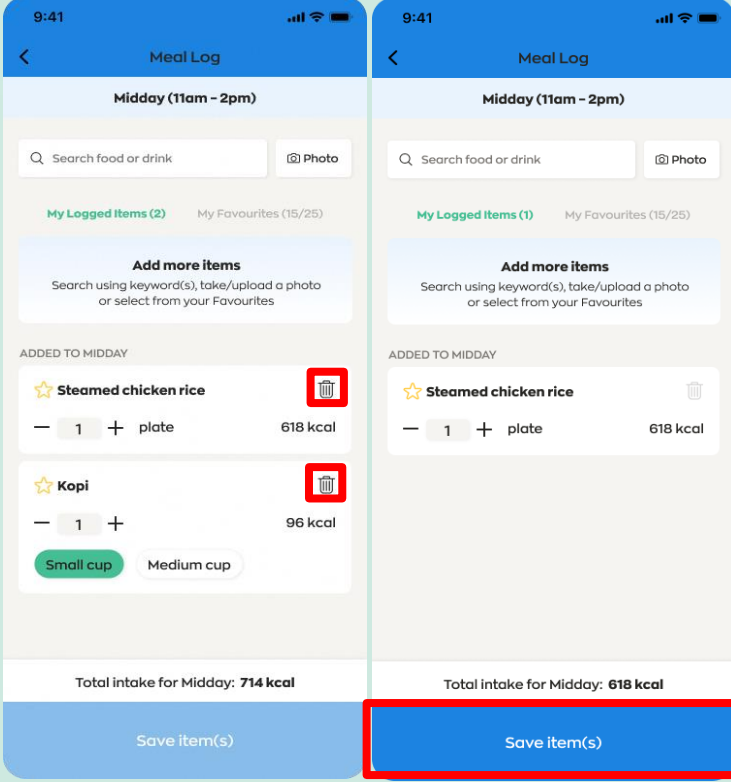 9:41
Meal Log
Midday (11am - 2pm)
Search food or drink
Photo
My Logged Items (2)
My Favourites (15/25)
Add more items
Search using keyword(s), take/upload a photo
or select from your Favourites
ADDED TO MIDDAY
Steamed chicken rice
1 plate
618 kcal
Kopi
1
96 kcal
Small cup
Medium cup
Total intake for Midday: 714 kcal
Save item(s)
9:41
Meal Log
Midday (11am - 2pm)
Search food or drink
Photo
My Logged Items (1)
My Favourites (15/25)
Add more items
Search using keyword(s), take/upload a photo
or select from your Favourites
ADDED TO MIDDAY
Steamed chicken rice
1 plate
618 kcal
Total intake for Midday: 618 kcal
Save item(s)